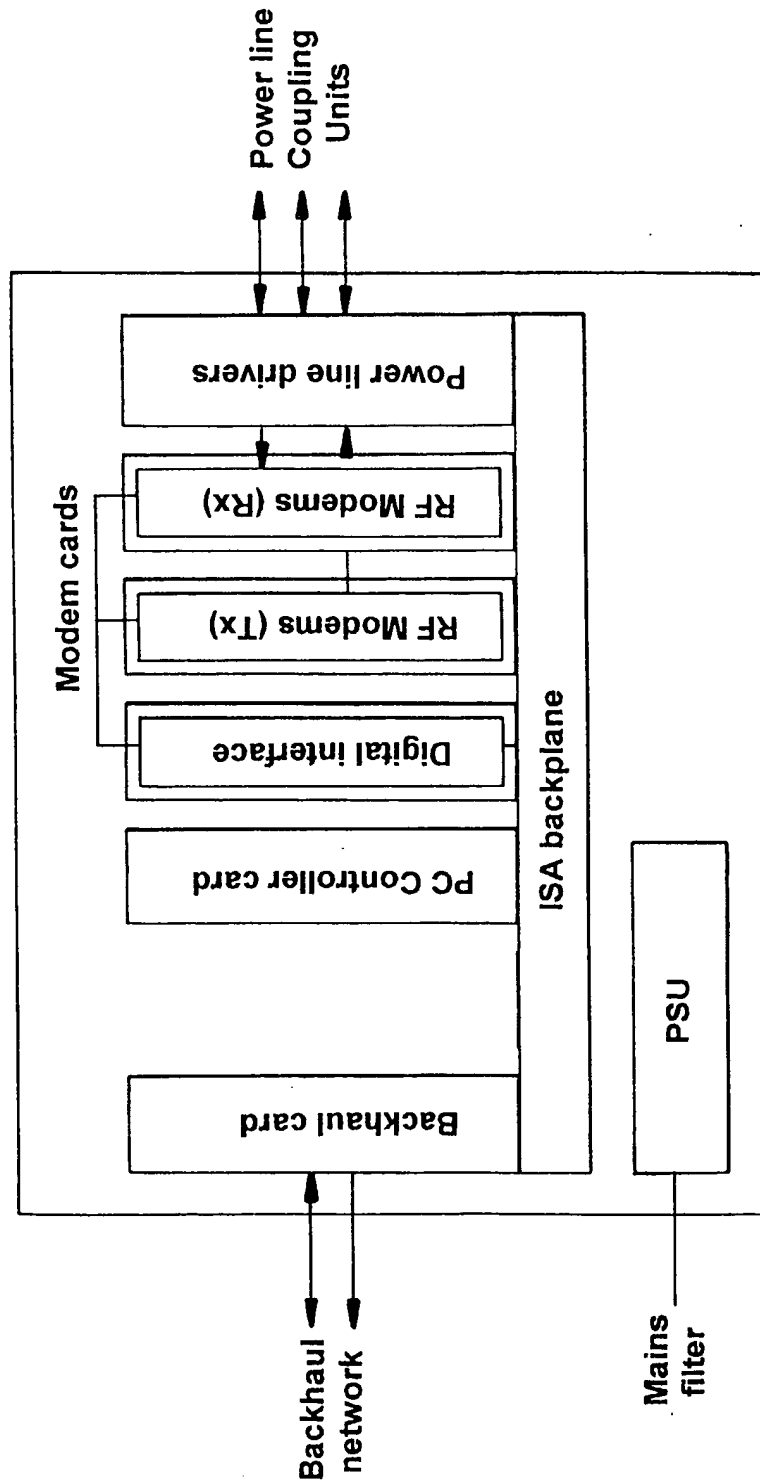 Modem cards
Backhaul card
PC Controller card
Digital interface
RF Modems (Tx)
RF Modems (Rx)
Power line drivers
Power line
Coupling
Units
Backhaul
network
ISA backplane
PSU
Mains
filter